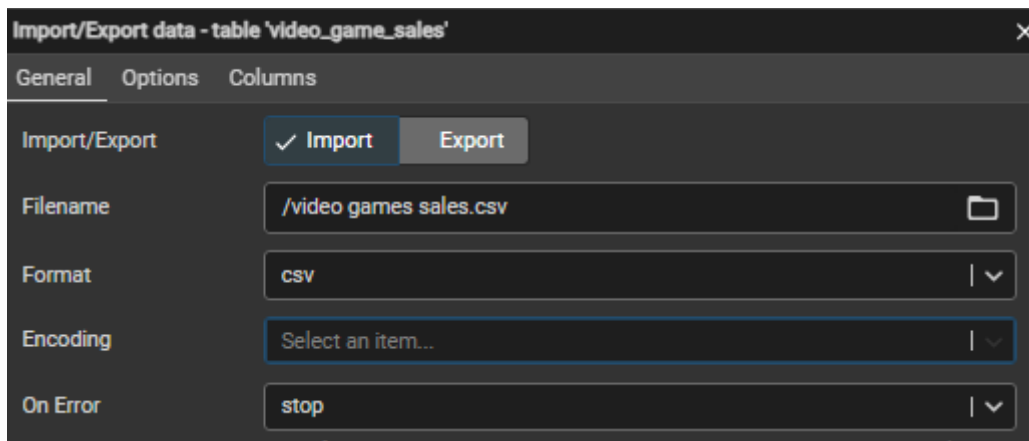 Import/Export data - table 'video_game_sales'
General Options Columns
Import/Export Import Export
Filename /video games sales.csv
Format csv
Encoding Select an item...
On Error stop